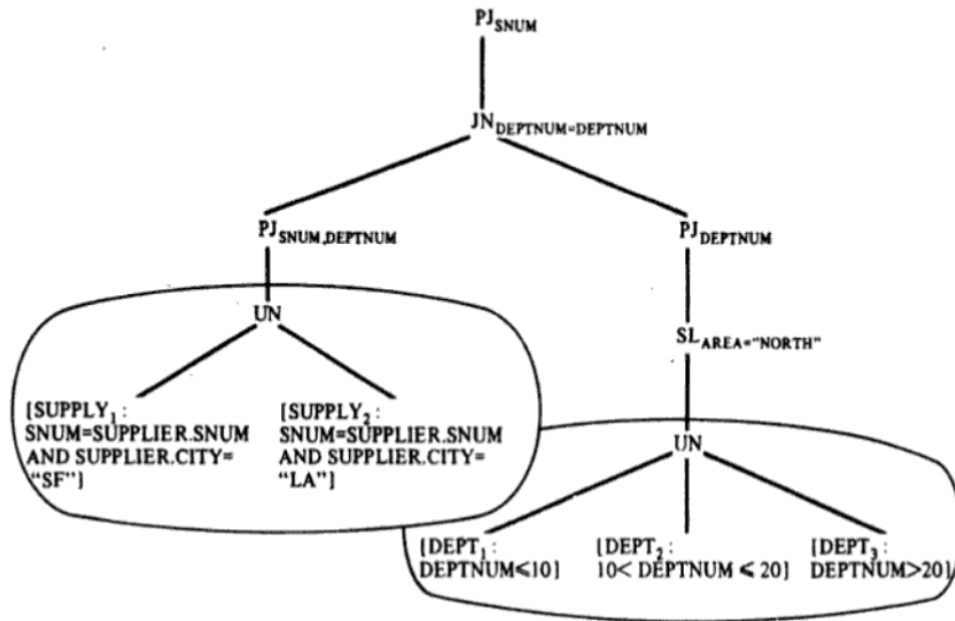 PJSNUM
JNDEPTNUM=DEPTNUM
PJSNUM,DEPTNUM
PJDEPTNUM
UN
SLAREA="NORTH"
[SUPPLY1 :
SNUM=SUPPLIER.SNUM
AND SUPPLIER.CITY=
"SF"]
[SUPPLY2 :
SNUM=SUPPLIER.SNUM
AND SUPPLIER.CITY=
"LA"]
UN
[DEPT1 :
DEPTNUM⩽10]
[DEPT2 :
10< DEPTNUM ⩽ 20]
[DEPT3 :
DEPTNUM>20]